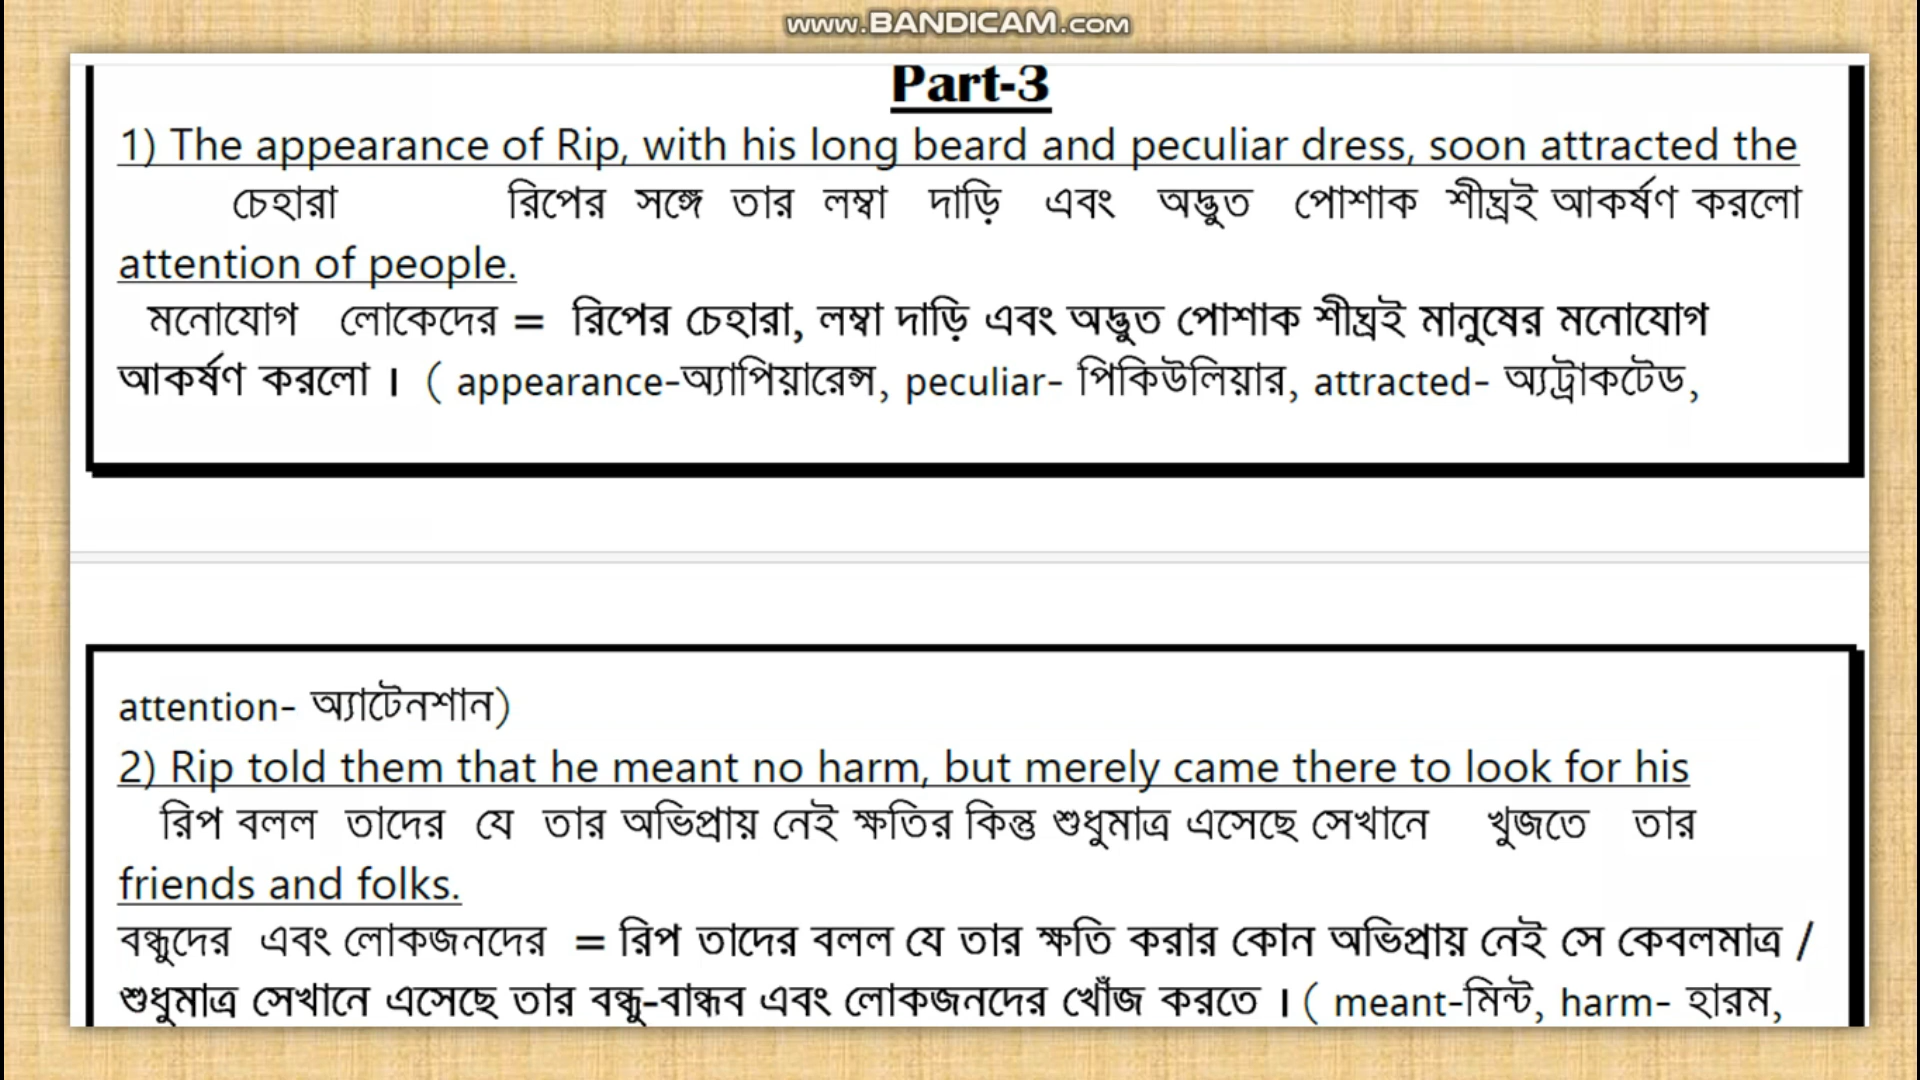 www.BANDICAM.com
Part-3
1) The appearance of Rip, with his long beard and peculiar dress, soon attracted the
চেহারা রিপের সঙ্গে তার লম্বা দাড়ি এবং অদ্ভুত পোশাক শীঘ্রই আকর্ষণ করলো
attention of people.
মনোযোগ লোকেদের = রিপের চেহারা, লম্বা দাড়ি এবং অদ্ভুত পোশাক শীঘ্রই মানুষের মনোযোগ
আকর্ষণ করলো । ( appearance-অ্যাপিয়ারেন্স, peculiar- পিকিউলিয়ার, attracted- অ্যট্রাকটেড,
attention- অ্যাটেনশান)
2) Rip told them that he meant no harm, but merely came there to look for his
রিপ বলল তাদের যে তার অভিপ্রায় নেই ক্ষতির কিন্তু শুধুমাত্র এসেছে সেখানে খুজতে তার
friends and folks.
বন্ধুদের এবং লোকজনদের = রিপ তাদের বলল যে তার ক্ষতি করার কোন অভিপ্রায় নেই সে কেবলমাত্র /
শুধুমাত্র সেখানে এসেছে তার বন্ধু-বান্ধব এবং লোকজনদের খোঁজ করতে । ( meant-মিন্ট, harm- হারম,